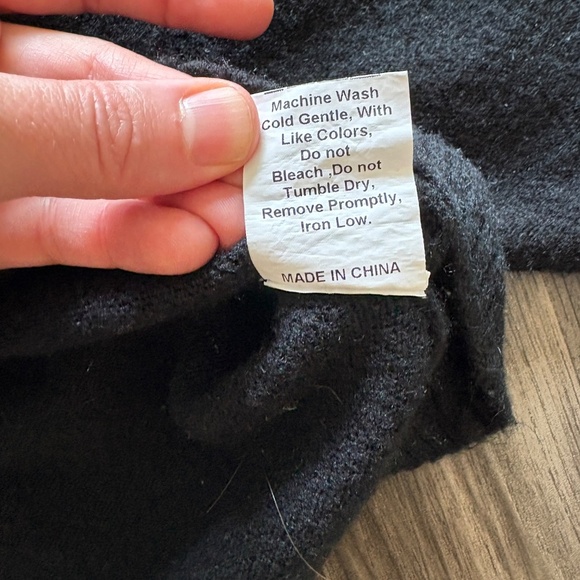 Machine Wash
Cold Gentle, With
Like Colors,
Do not
Bleach ,Do not
Tumble Dry,
Remove Promptly,
Iron Low.
MADE IN CHINA